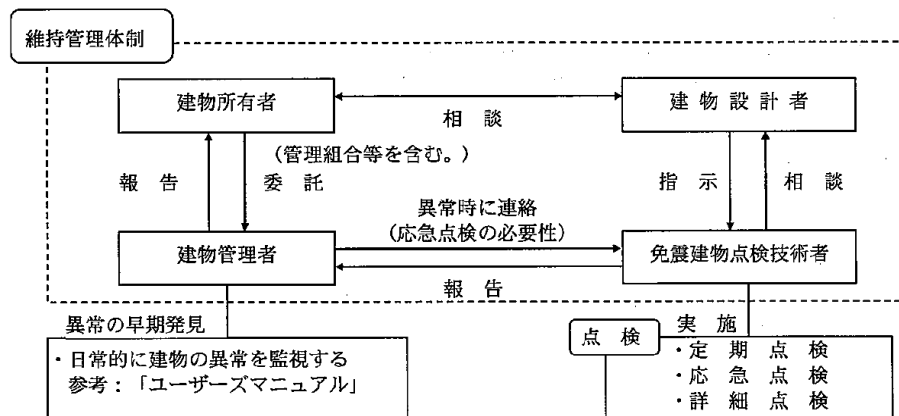 維持管理体制
建物所有者
建物設計者
相談
(管理組合等を含む。)
報告
委託
指示
相談
異常時に連絡
(応急点検の必要性)
建物管理者
免震建物点検技術者
報告
異常の早期発見
・日常的に建物の異常を監視する
参考：「ユーザーズマニュアル」
点検
実施
・定期点検
・応急点検
・詳細点検